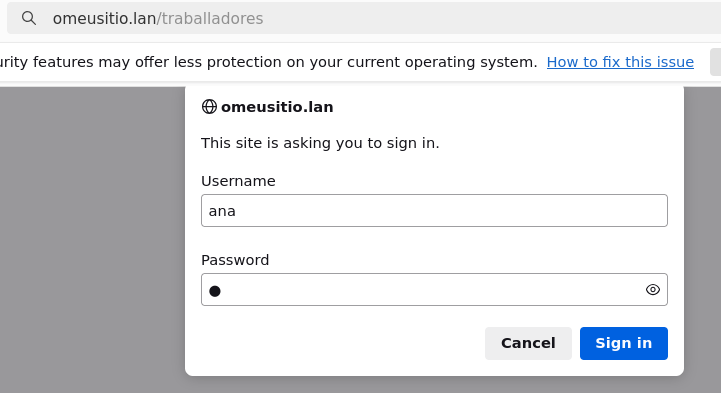 omeusitio.lan/traballadores
urity features may offer less protection on your current operating system. How to fix this issue
omeusitio.lan
This site is asking you to sign in.
Username
ana
Password
Cancel Sign in